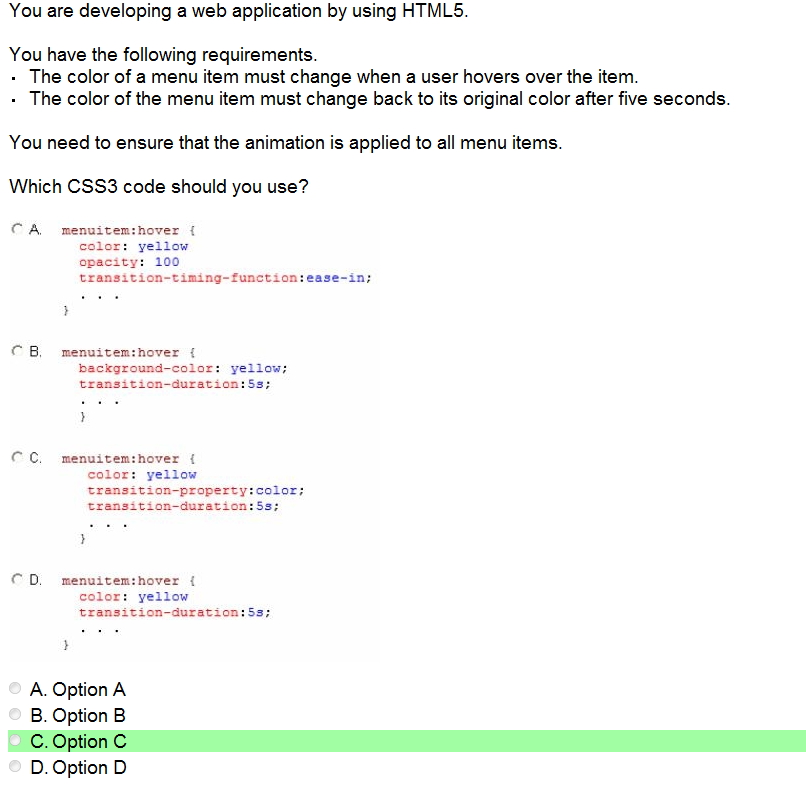 You are developing a web application by using HTML5.
You have the following requirements.
· The color of a menu item must change when a user hovers over the item.
· The color of the menu item must change back to its original color after five seconds.
You need to ensure that the animation is applied to all menu items.
Which CSS3 code should you use?
A. menuitem:hover {
color: yellow
opacity: 100
transition-timing-function:ease-in;
. . .
}
B. menuitem:hover {
background-color: yellow;
transition-duration:5s;
. . .
}
C. menuitem:hover {
color: yellow
transition-property:color;
transition-duration:5s;
. . .
}
D. menuitem:hover {
color: yellow
transition-duration:5s;
. . .
}
A. Option A
B. Option B
C. Option C
D. Option D